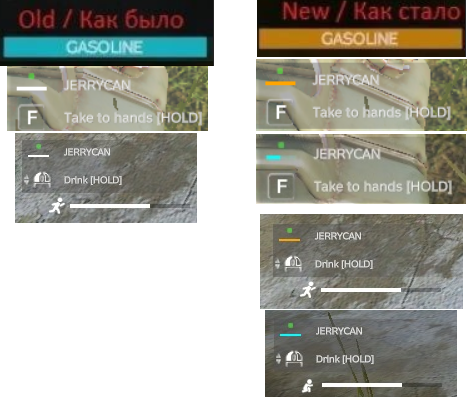 Old / Как было
GASOLINE
JERRYCAN
F Take to hands [HOLD]
JERRYCAN
Drink [HOLD]
New / Как стало
GASOLINE
JERRYCAN
F Take to hands [HOLD]
JERRYCAN
F Take to hands [HOLD]
JERRYCAN
Drink [HOLD]
JERRYCAN
Drink [HOLD]